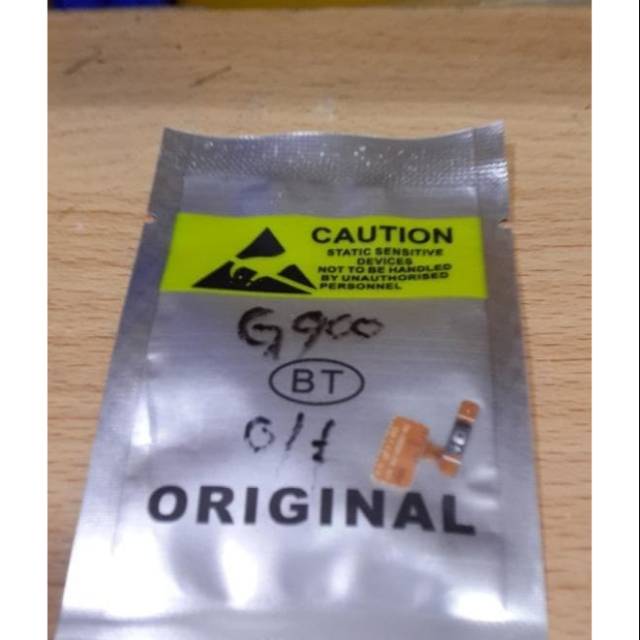 CAUTION
STATIC SENSITIVE
DEVICES
NOT TO BE HANDLED
BY UNAUTHORISED
PERSONNEL
G900
BT
o/f
ORIGINAL